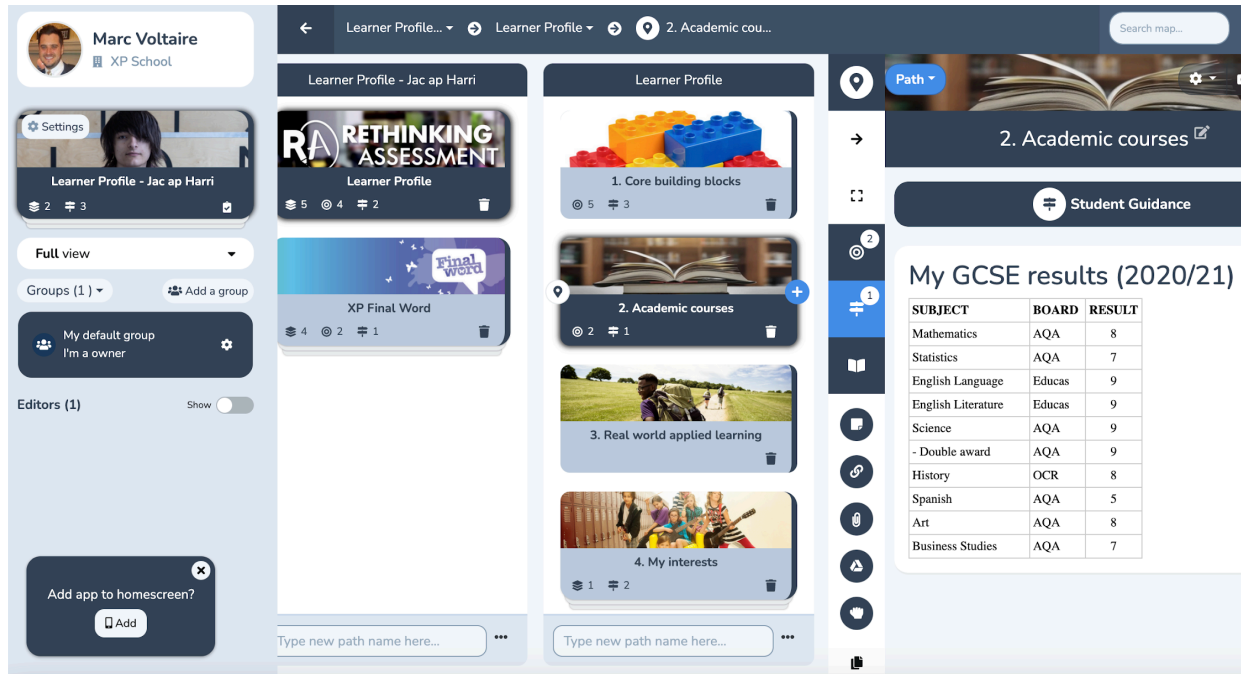 Marc Voltaire
XP School
Settings
Learner Profile - Jac ap Harri
2 3
Full view
Groups (1 )
Add a group
My default group
I'm a owner
Editors (1)
Show
Add app to homescreen?
Add
Learner Profile...
Learner Profile
2. Academic cou...
Search map...
Learner Profile - Jac ap Harri
RA RETHINKING
ASSESSMENT
Learner Profile
5 4 2
Final
word
XP Final Word
4 2 1
Type new path name here...
Learner Profile
1. Core building blocks
5 3
2. Academic courses
2 1
3. Real world applied learning
4. My interests
1 2
Type new path name here...
2
1
Path
2. Academic courses
Student Guidance
My GCSE results (2020/21)
SUBJECT BOARD RESULT
Mathematics AQA 8
Statistics AQA 7
English Language Educas 9
English Literature Educas 9
Science AQA 9
- Double award AQA 9
History OCR 8
Spanish AQA 5
Art AQA 8
Business Studies AQA 7